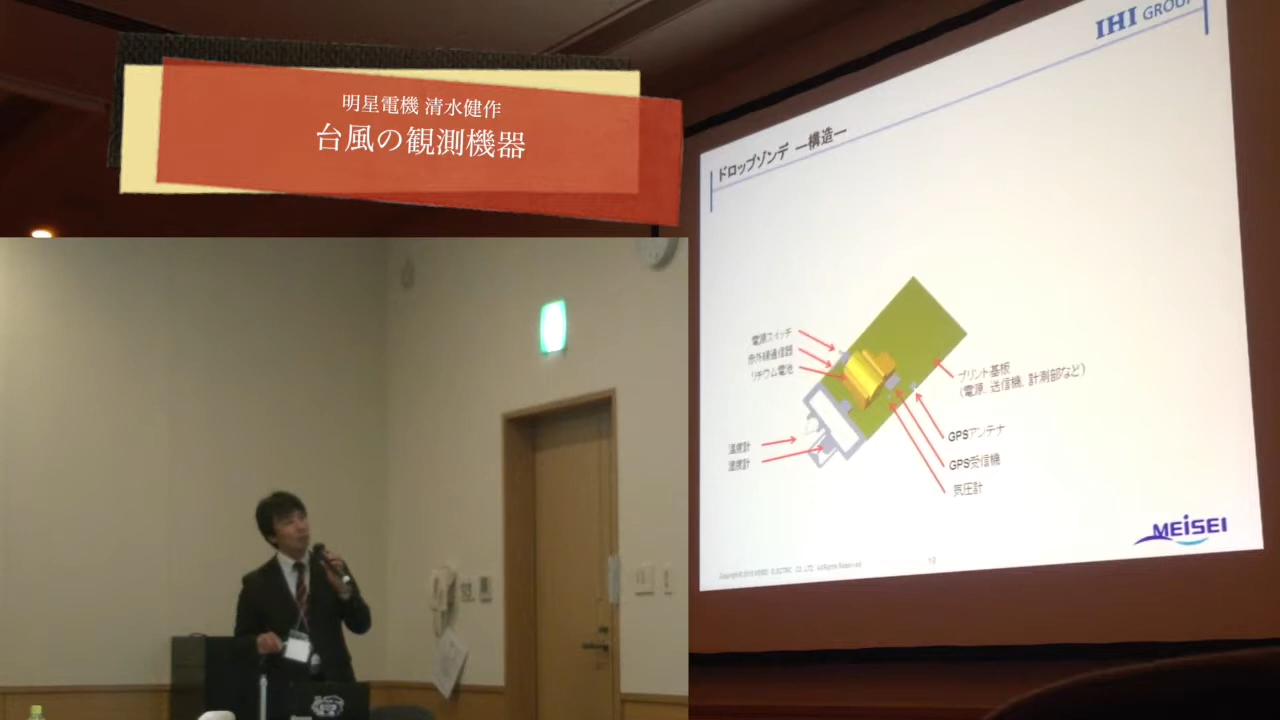 明星電機 清水健作
台風の観測機器
IHI GROUP
ドロップゾンデ ー構造ー
電源スイッチ
赤外線通信器
リチウム電池
温度計
湿度計
プリント基板
(電源、送信機、計測部など)
GPSアンテナ
GPS受信機
気圧計
MEISEI